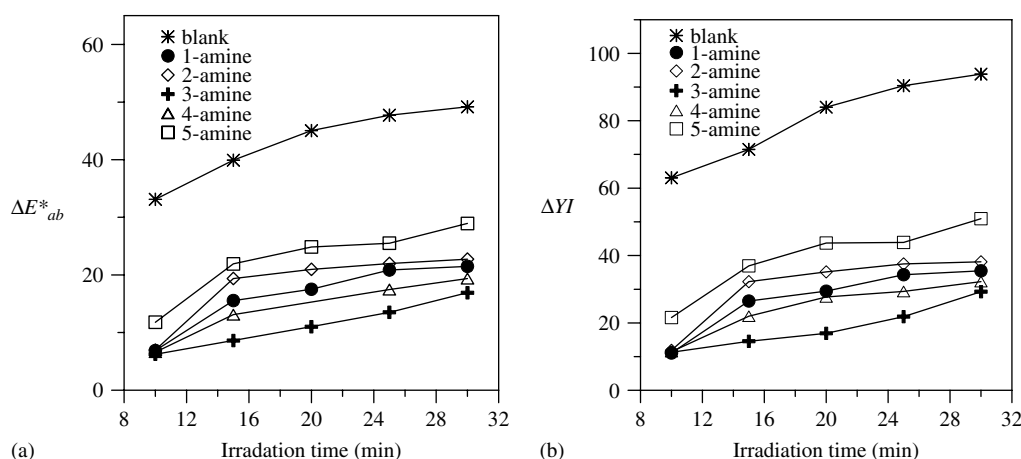 60
40
20
0
ΔE*ab
blank
1-amine
2-amine
3-amine
4-amine
5-amine
8 12 16 20 24 28 32
(a) Irradation time (min)
100
80
60
40
20
0
ΔYI
blank
1-amine
2-amine
3-amine
4-amine
5-amine
8 12 16 20 24 28 32
(b) Irradiation time (min)